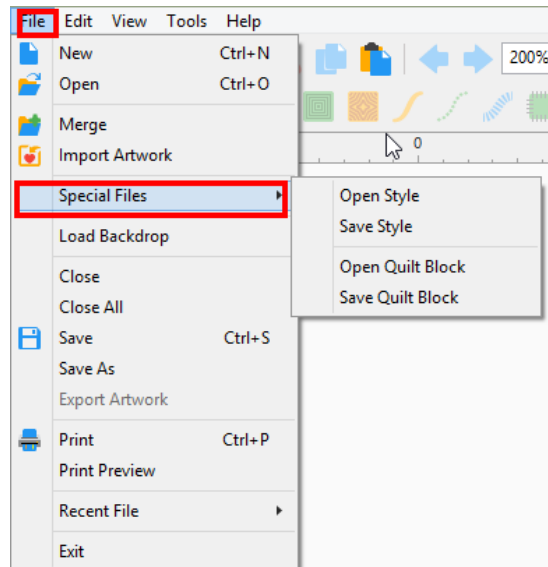 File Edit View Tools Help
New Ctrl+N
Open Ctrl+O
200%
Merge
Import Artwork
0
Special Files
Open Style
Save Style
Load Backdrop
Open Quilt Block
Save Quilt Block
Close
Close All
Save Ctrl+S
Save As
Export Artwork
Print Ctrl+P
Print Preview
Recent File
Exit